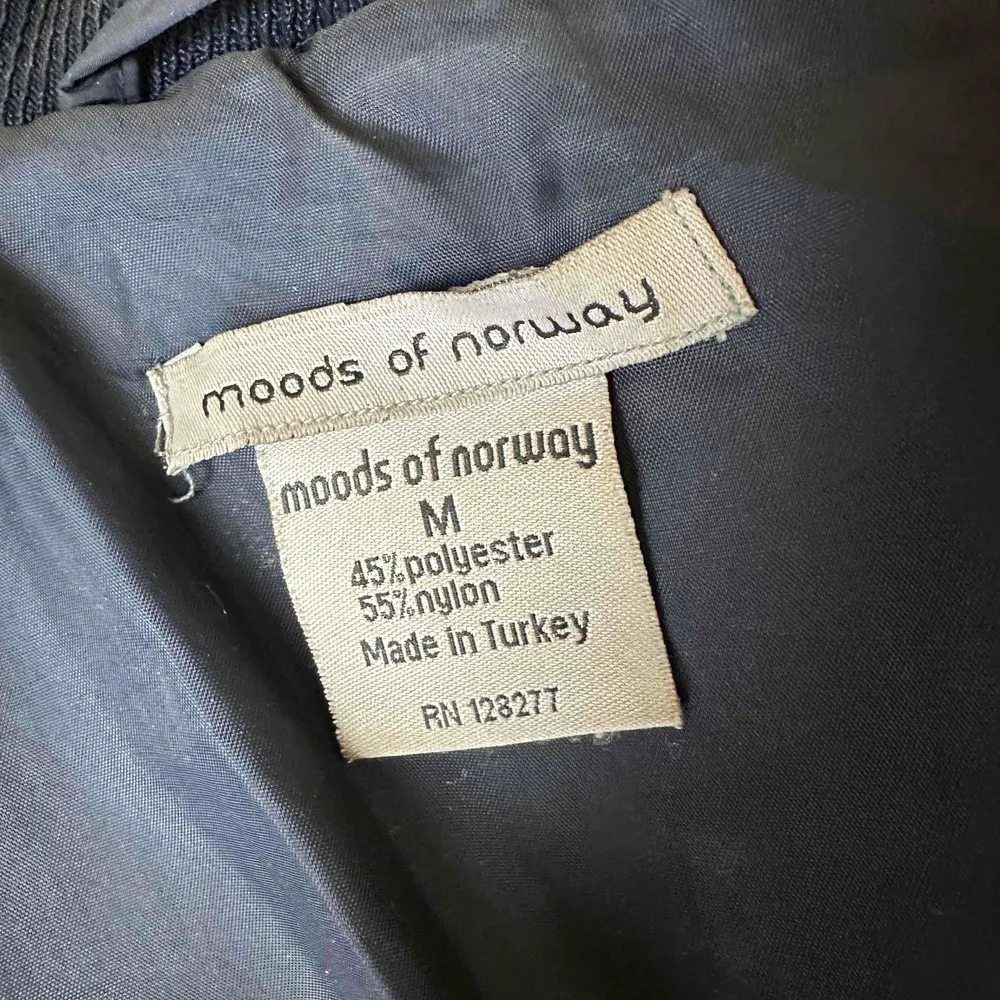 moods of norway
moods of norway
M
45%polyester
55%nylon
Made in Turkey
RN 128277